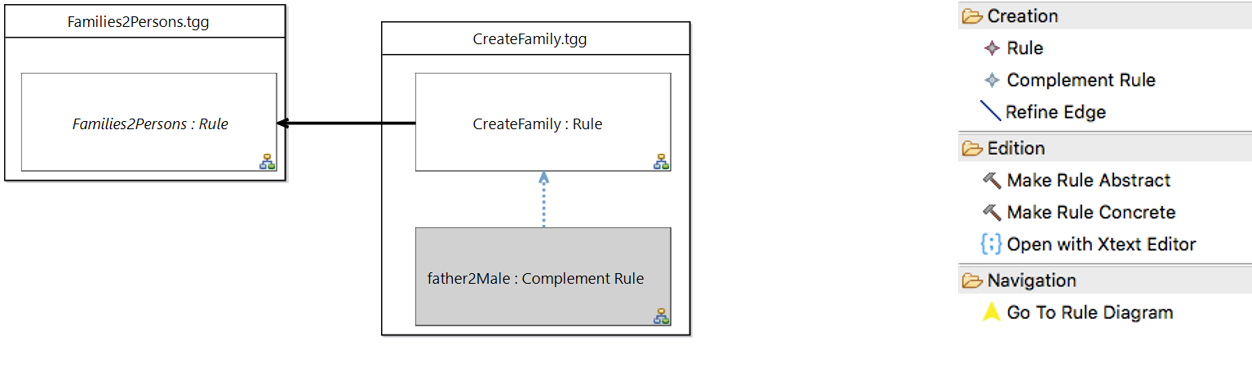 Families2Persons.tgg
Families2Persons : Rule
CreateFamily.tgg
CreateFamily : Rule
father2Male : Complement Rule
Creation
Rule
Complement Rule
Refine Edge
Edition
Make Rule Abstract
Make Rule Concrete
{;} Open with Xtext Editor
Navigation
Go To Rule Diagram